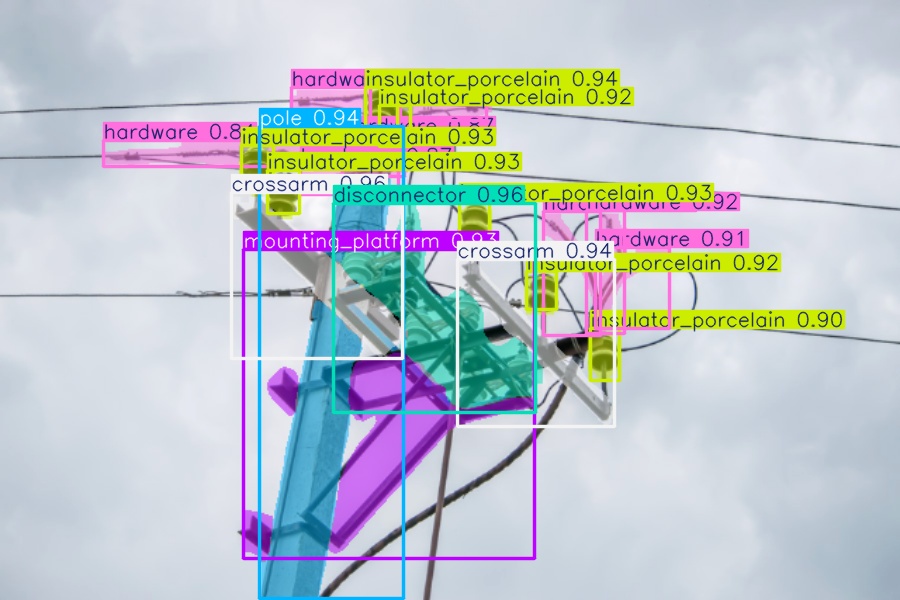 hardwa
insulator_porcelain 0.94
insulator_porcelain 0.92
pole 0.94
hardware 0.8
insulator_porcelain 0.93
insulator_porcelain 0.93
crossarm 0.96
disconnector 0.96
or_porcelain 0.93
hardware 0.92
mounting_platform 0.93
hardware 0.91
crossarm 0.94
insulator_porcelain 0.92
insulator_porcelain 0.90